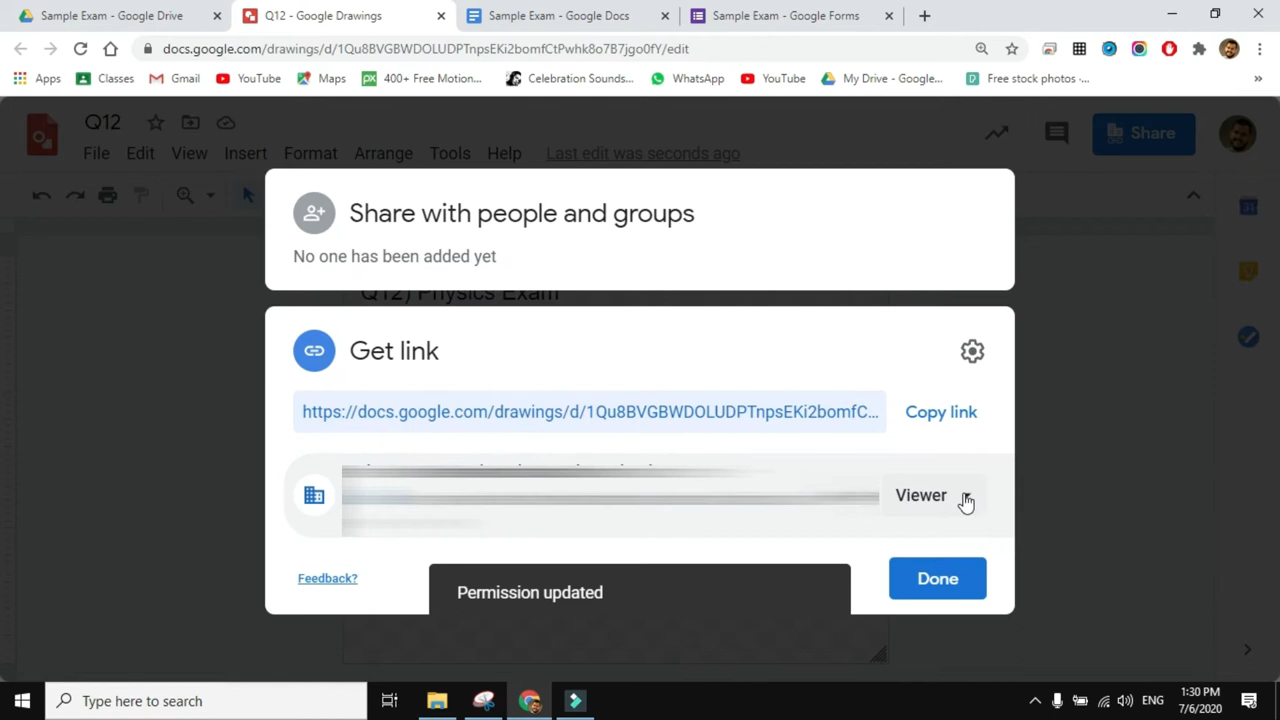 Sample Exam - Google Drive
Q12 - Google Drawings
Sample Exam - Google Docs
Sample Exam - Google Forms
docs.google.com/drawings/d/1Qu8BVGBWDOLUDPTnpsEKi2bomfCtPwhk8o7B7jgo0fY/edit
Apps
Classes
Gmail
YouTube
Maps
400+ Free Motion...
Celebration Sounds...
WhatsApp
YouTube
My Drive - Google...
Free stock photos -...
Q12
Share
File
Edit
View
Insert
Format
Arrange
Tools
Help
Last edit was seconds ago
Share with people and groups
No one has been added yet
Q12) Physics Exam
Get link
https://docs.google.com/drawings/d/1Qu8BVGBWDOLUDPTnpsEKi2bomfC...
Copy link
Viewer
Feedback?
Permission updated
Done
Type here to search
ENG
1:30 PM
7/6/2020